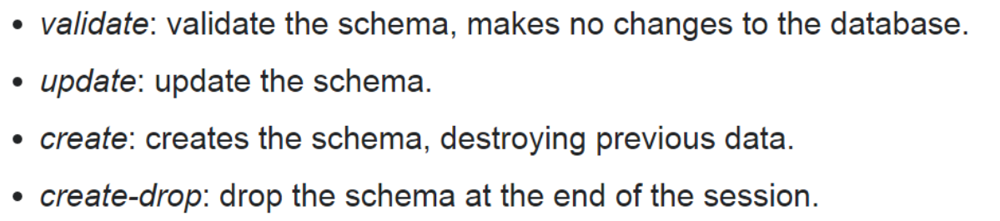 • validate: validate the schema, makes no changes to the database.
• update: update the schema.
• create: creates the schema, destroying previous data.
• create-drop: drop the schema at the end of the session.